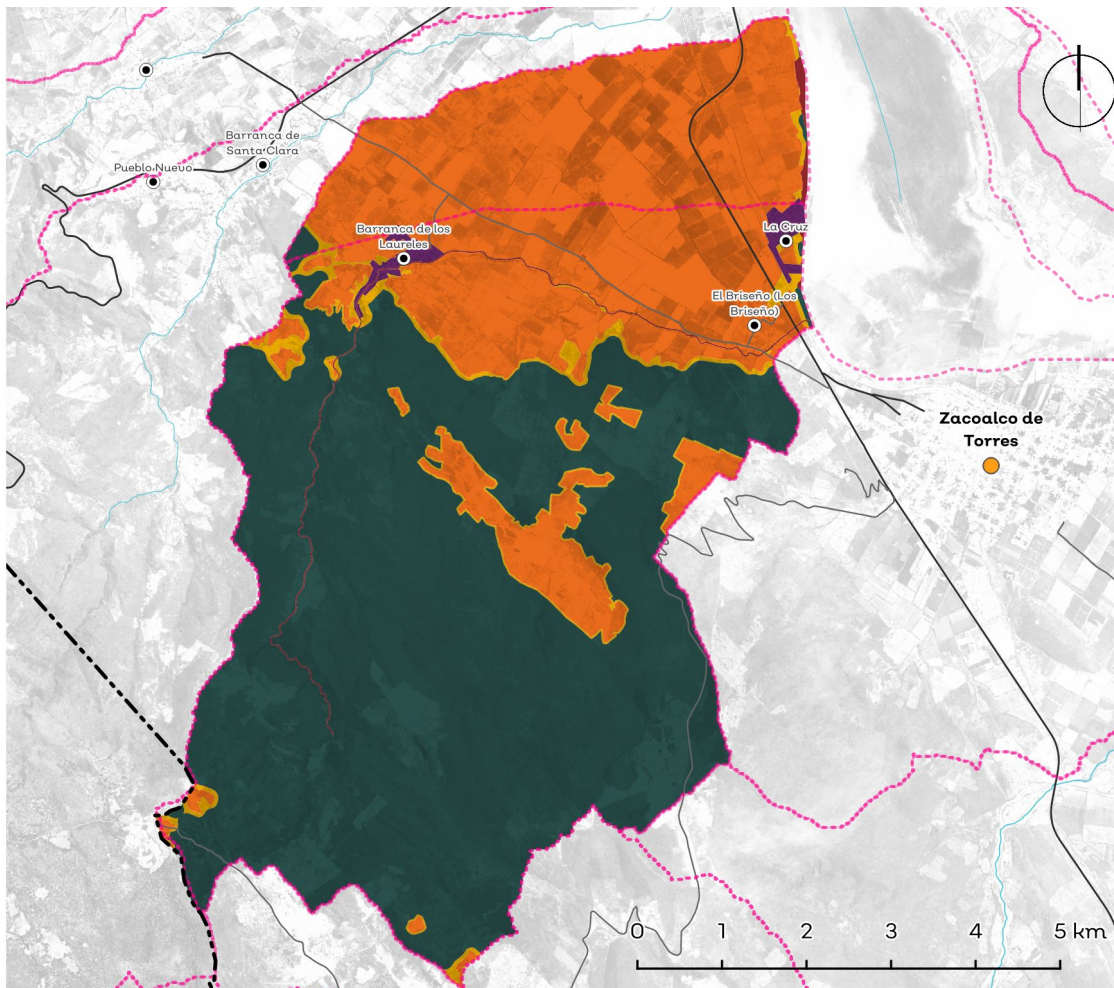 Barranca de
Santa Clara
Pueblo Nuevo
Barranca de los
Laureles
La Cruz
El Briseño (Los
Briseño)
Zacoalco de
Torres
0 1 2 3 4 5 km